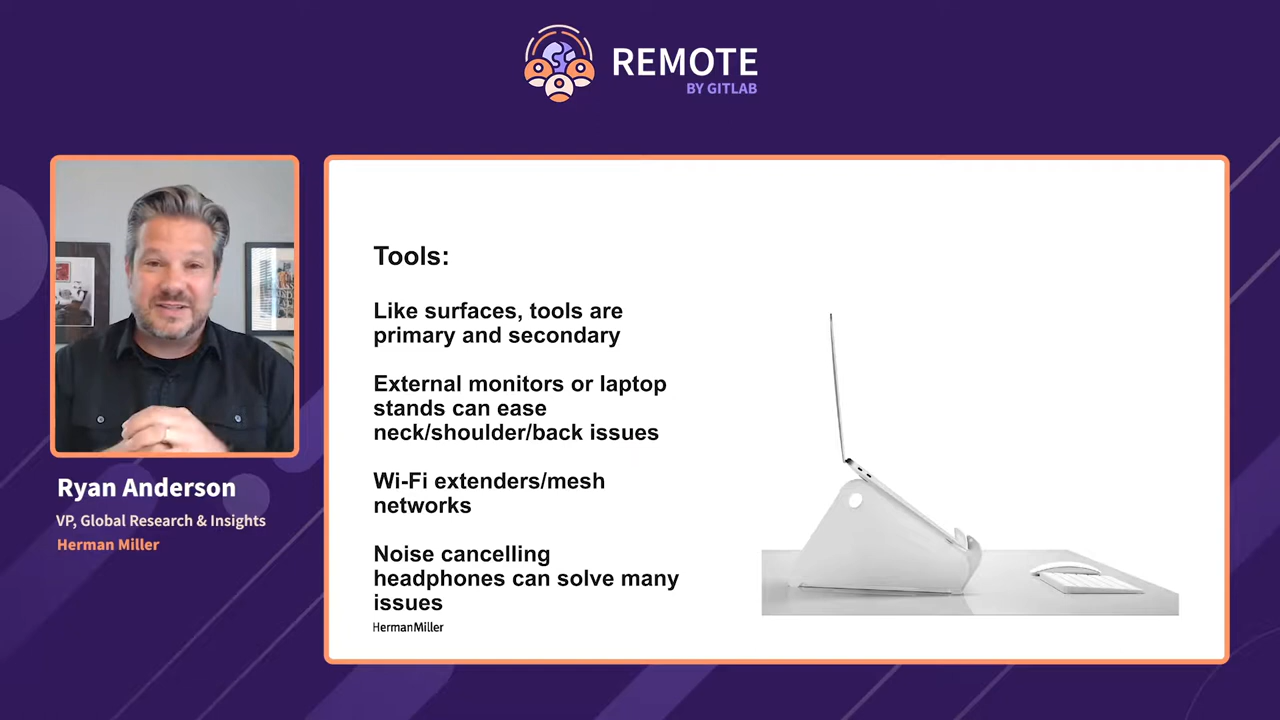 REMOTE
BY GITLAB
Tools:
Like surfaces, tools are
primary and secondary
External monitors or laptop
stands can ease
neck/shoulder/back issues
Wi-Fi extenders/mesh
networks
Noise cancelling
headphones can solve many
issues
HermanMiller
Ryan Anderson
VP, Global Research & Insights
Herman Miller